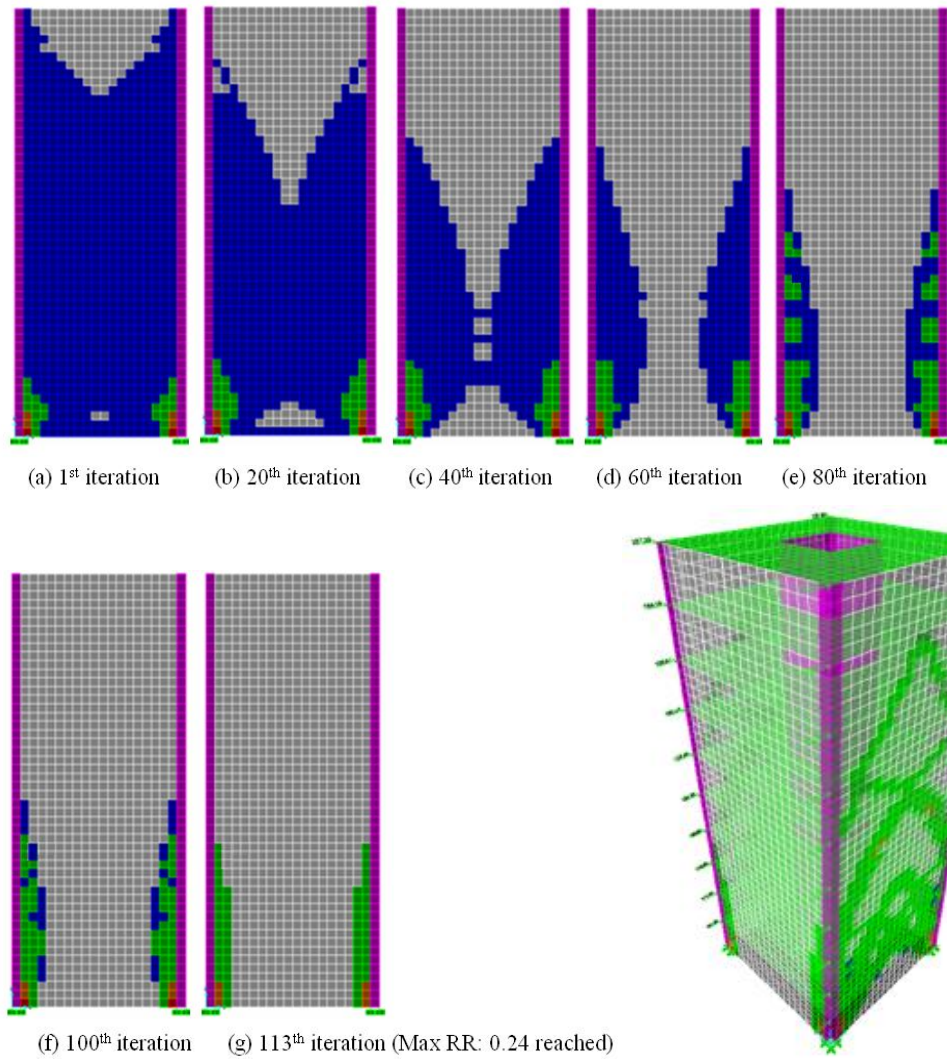 (a) 1st iteration
(b) 20th iteration
(c) 40th iteration
(d) 60th iteration
(e) 80th iteration
(f) 100th iteration
(g) 113th iteration (Max RR: 0.24 reached)